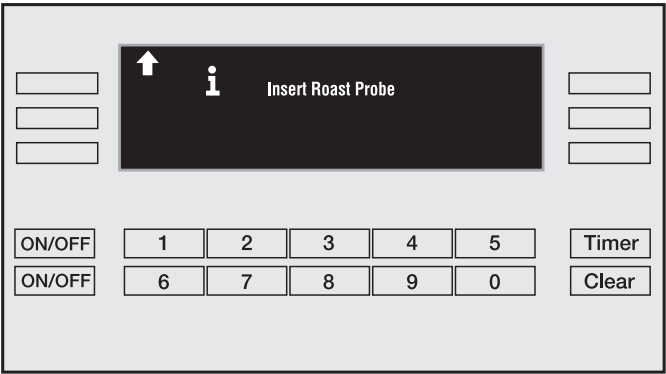 i Insert Roast Probe
ON/OFF 1 2 3 4 5 Timer
ON/OFF 6 7 8 9 0 Clear